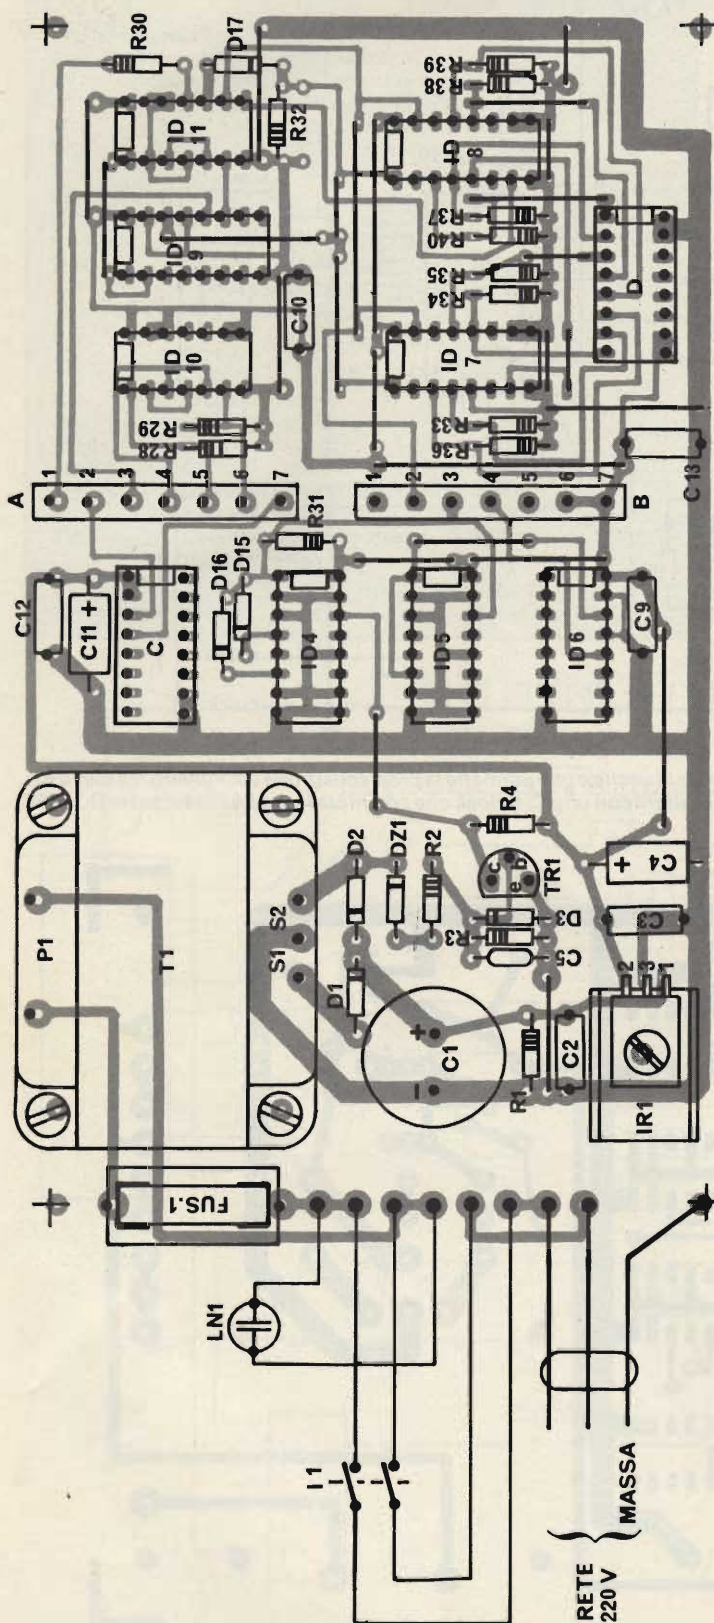 R30
D17
R32
ID
11
ID
9
ID
10
C10
R29
R28
R39
R38
ID
8
R37
R40
R35
R34
ID
7
R33
R36
D
C13
A
1
2
3
4
5
6
7
1
2
3
4
5
6
7
B
C12
C11
+
C
D16
D15
R31
ID4
ID5
ID6
C9
P1
T1
S2
S1
D2
DZ1
R2
R4
c
b
e
TR1
D3
R3
C5
D1
C1
+
–
R1
C2
+
C4
C3
2
3
1
IR1
FUS.1
LN1
I1
RETE
220 V
MASSA